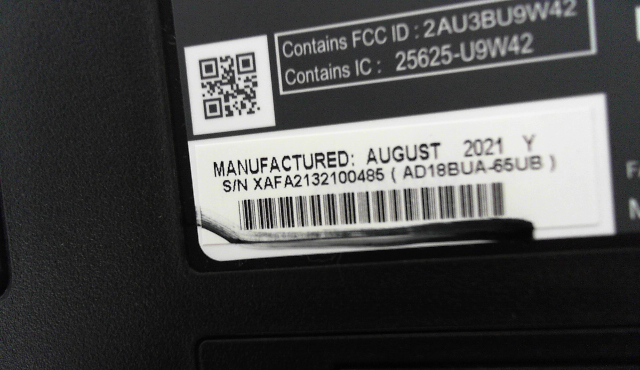 Contains FCC ID : 2AU3BU9W42
Contains IC : 25625-U9W42
MANUFACTURED: AUGUST 2021 Y
S/N XAFA2132100485 ( AD18BUA-65UB )